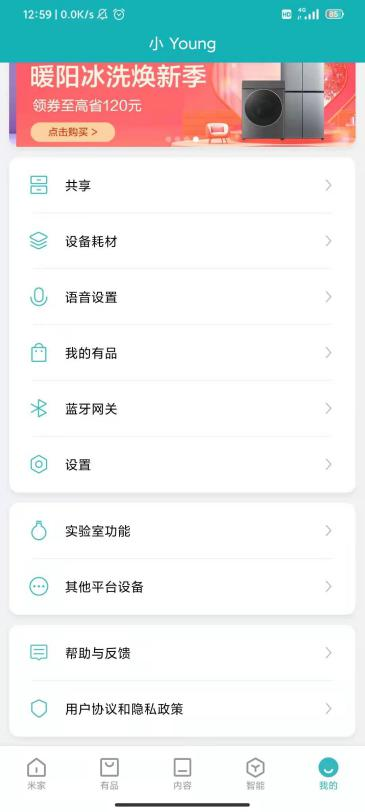 12:59 | 0.0K/s
HD 4G 85
小 Young
暖阳冰洗焕新季
领券至高省120元
点击购买 >
共享
设备耗材
语音设置
我的有品
蓝牙网关
设置
实验室功能
其他平台设备
帮助与反馈
用户协议和隐私政策
米家 有品 内容 智能 我的